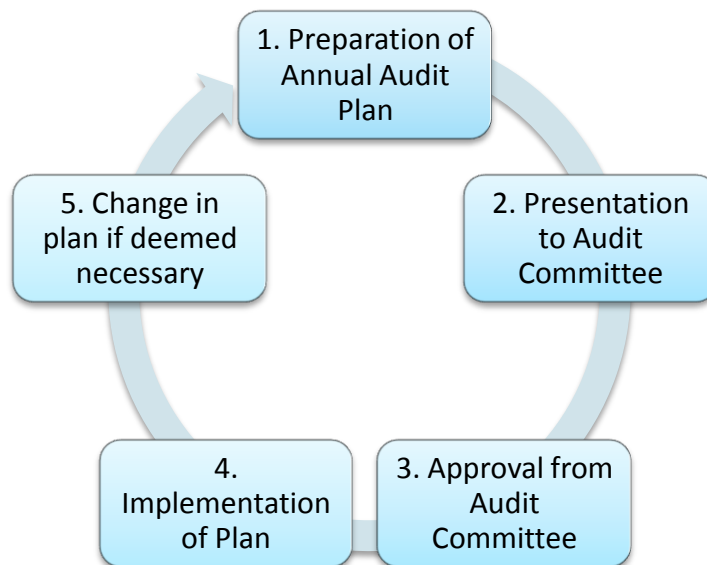 1. Preparation of
Annual Audit
Plan
2. Presentation
to Audit
Committee
3. Approval from
Audit
Committee
4.
Implementation
of Plan
5. Change in
plan if deemed
necessary